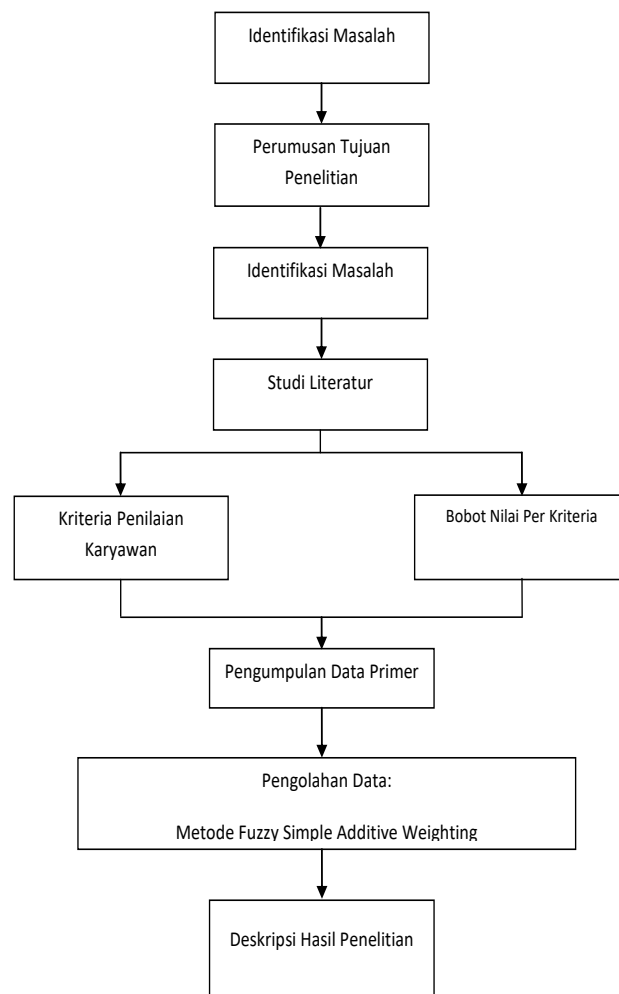 Identifikasi Masalah
Perumusan Tujuan
Penelitian
Identifikasi Masalah
Studi Literatur
Kriteria Penilaian
Karyawan
Bobot Nilai Per Kriteria
Pengumpulan Data Primer
Pengolahan Data:
Metode Fuzzy Simple Additive Weighting
Deskripsi Hasil Penelitian